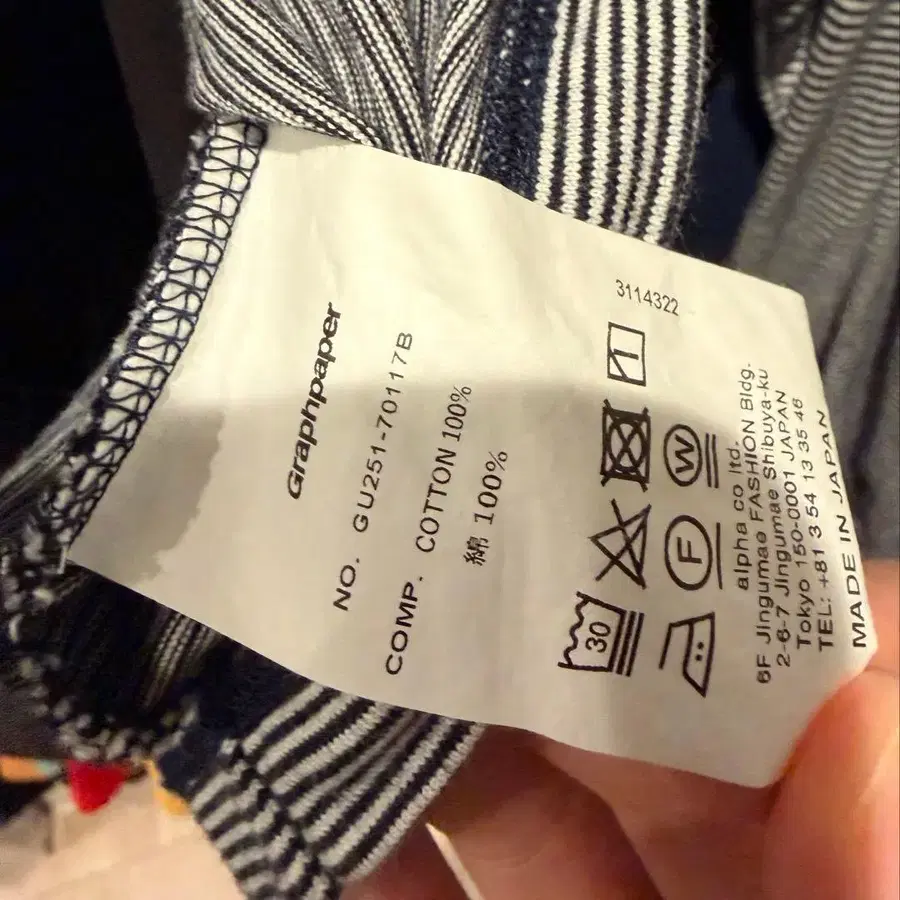 Graphpaper
NO. GU251-70117B
COMP. COTTON 100%
綿 100%
3114322
30
W
F
alpha co ltd.
6F Jingumae FASHION Bldg.
2-6-7 Jingumae Shibuya-ku
Tokyo 150-0001 JAPAN
TEL: +81 3 54 13 35 46
MADE IN JAPAN